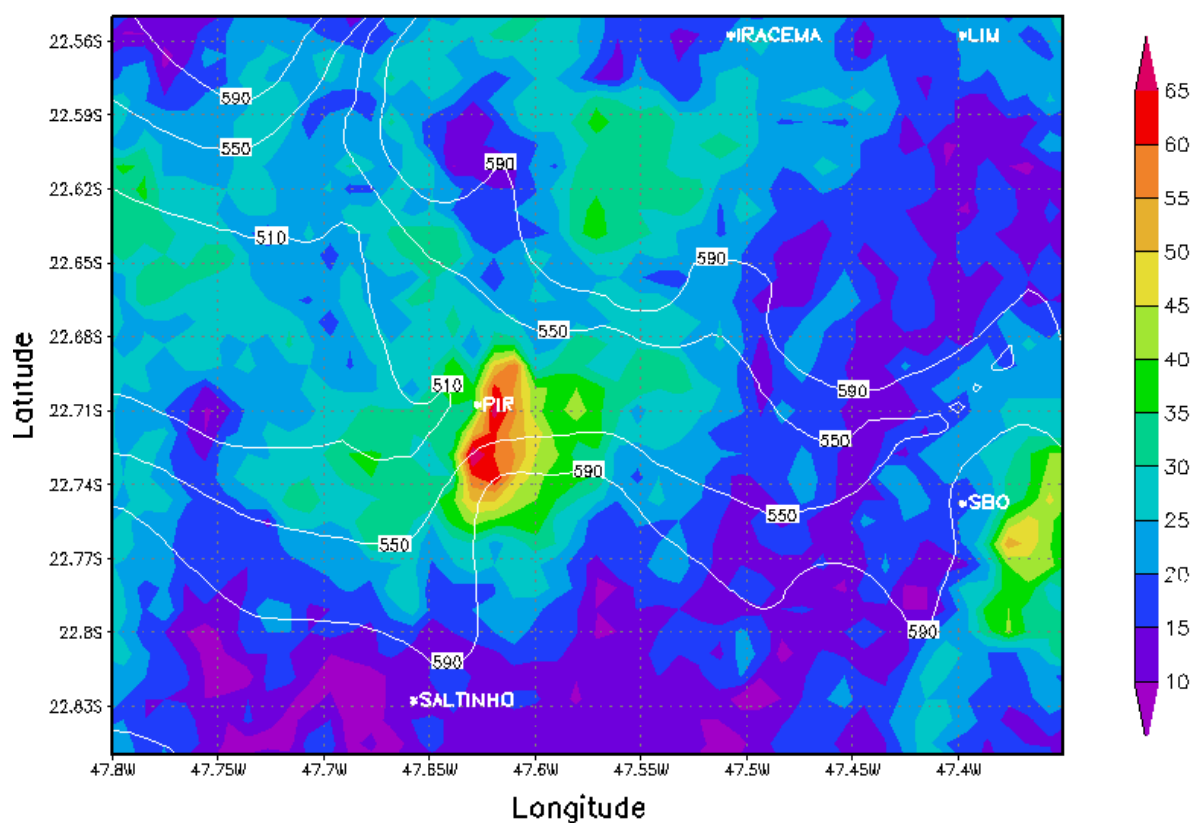 22.56S
22.59S
22.62S
22.65S
22.68S
22.71S
22.74S
22.77S
22.8S
22.83S
Latitude
47.8W 47.75W 47.7W 47.65W 47.6W 47.55W 47.5W 47.45W 47.4W
Longitude
IRACEMA LIM
590
550
590
510
590
550
510
590
PIR
550
590
550
SBO
550
590
590
SALTINHO
65
60
55
50
45
40
35
30
25
20
15
10